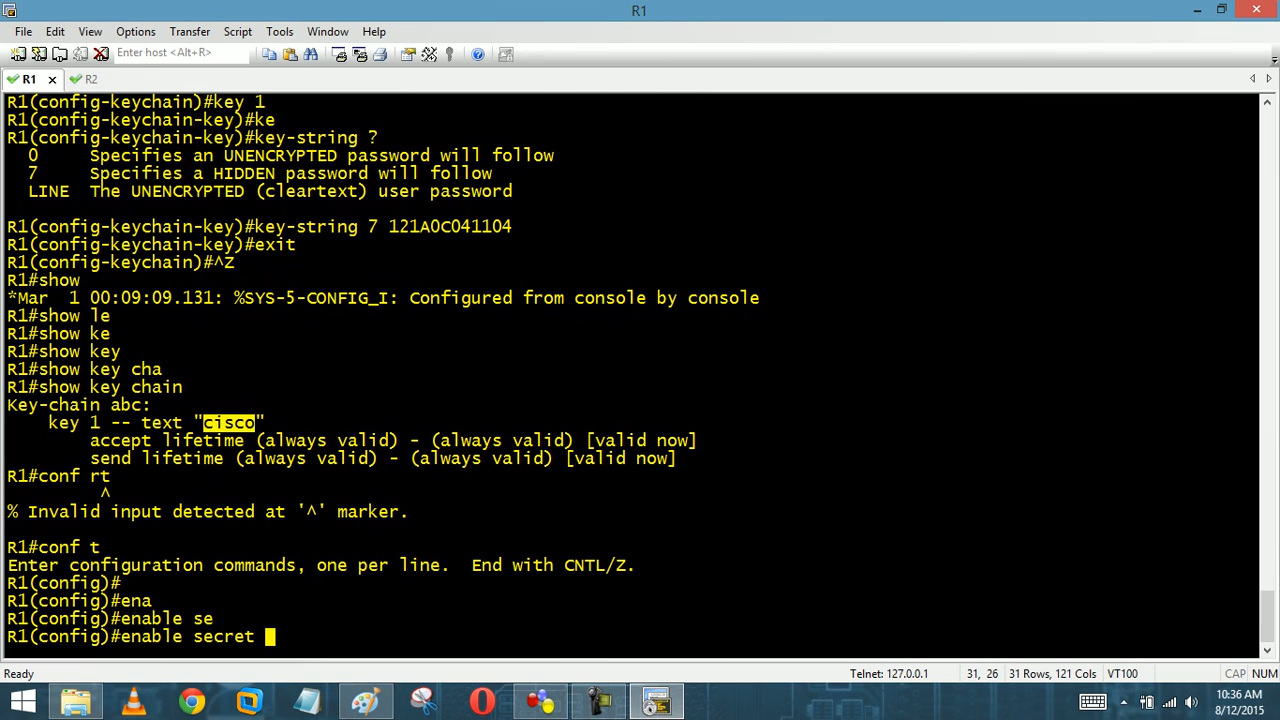 R1
File Edit View Options Transfer Script Tools Window Help
Enter host <Alt+R>
R1 R2
R1(config-keychain)#key 1
R1(config-keychain-key)#ke
R1(config-keychain-key)#key-string ?
  0     Specifies an UNENCRYPTED password will follow
  7     Specifies a HIDDEN password will follow
  LINE  The UNENCRYPTED (cleartext) user password
R1(config-keychain-key)#key-string 7 121A0C041104
R1(config-keychain-key)#exit
R1(config-keychain)#^Z
R1#show
*Mar  1 00:09:09.131: %SYS-5-CONFIG_I: Configured from console by console
R1#show le
R1#show ke
R1#show key
R1#show key cha
R1#show key chain
Key-chain abc:
    key 1 -- text "cisco"
        accept lifetime (always valid) - (always valid) [valid now]
        send lifetime (always valid) - (always valid) [valid now]
R1#conf rt
         ^
% Invalid input detected at '^' marker.
R1#conf t
Enter configuration commands, one per line.  End with CNTL/Z.
R1(config)#
R1(config)#ena
R1(config)#enable se
R1(config)#enable secret
Ready Telnet: 127.0.0.1 31, 26 31 Rows, 121 Cols VT100 CAP NUM
10:36 AM
8/12/2015